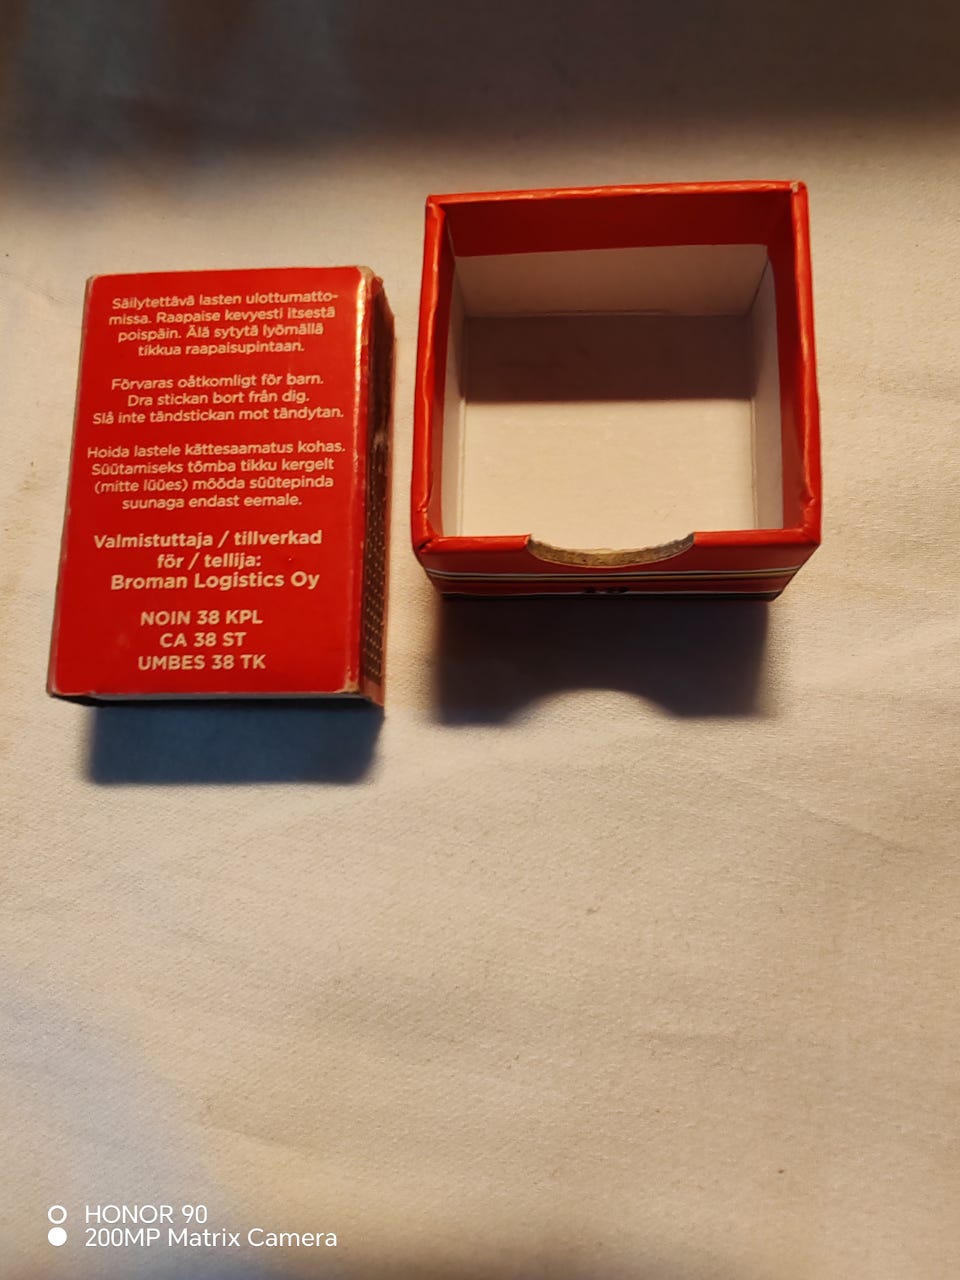 Säilytettävä lasten ulottumatto-
missa. Raapaise kevyesti itsestä
poispäin. Älä sytytä lyömällä
tikkua raapaisupintaan.
Förvaras oåtkomligt för barn.
Dra stickan bort från dig.
Slå inte tändstickan mot tändytan.
Hoida lastele kättesaamatus kohas.
Süütamiseks tõmba tikku kergelt
(mitte lüües) mööda süütepinda
suunaga endast eemale.
Valmistuttaja / tillverkad
för / tellija:
Broman Logistics Oy
NOIN 38 KPL
CA 38 ST
UMBES 38 TK
HONOR 90
200MP Matrix Camera